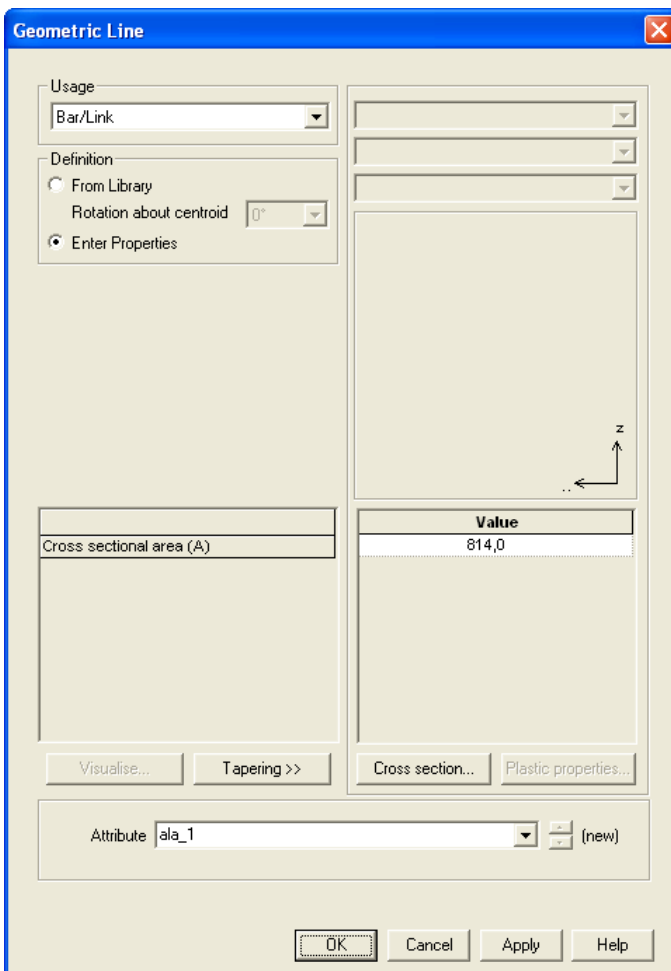 Geometric Line
Usage
Bar/Link
Definition
From Library
Rotation about centroid 0°
Enter Properties
z
..
Value
Cross sectional area (A) 814,0
Visualise... Tapering >> Cross section... Plastic properties...
Attribute ala_1 (new)
OK Cancel Apply Help